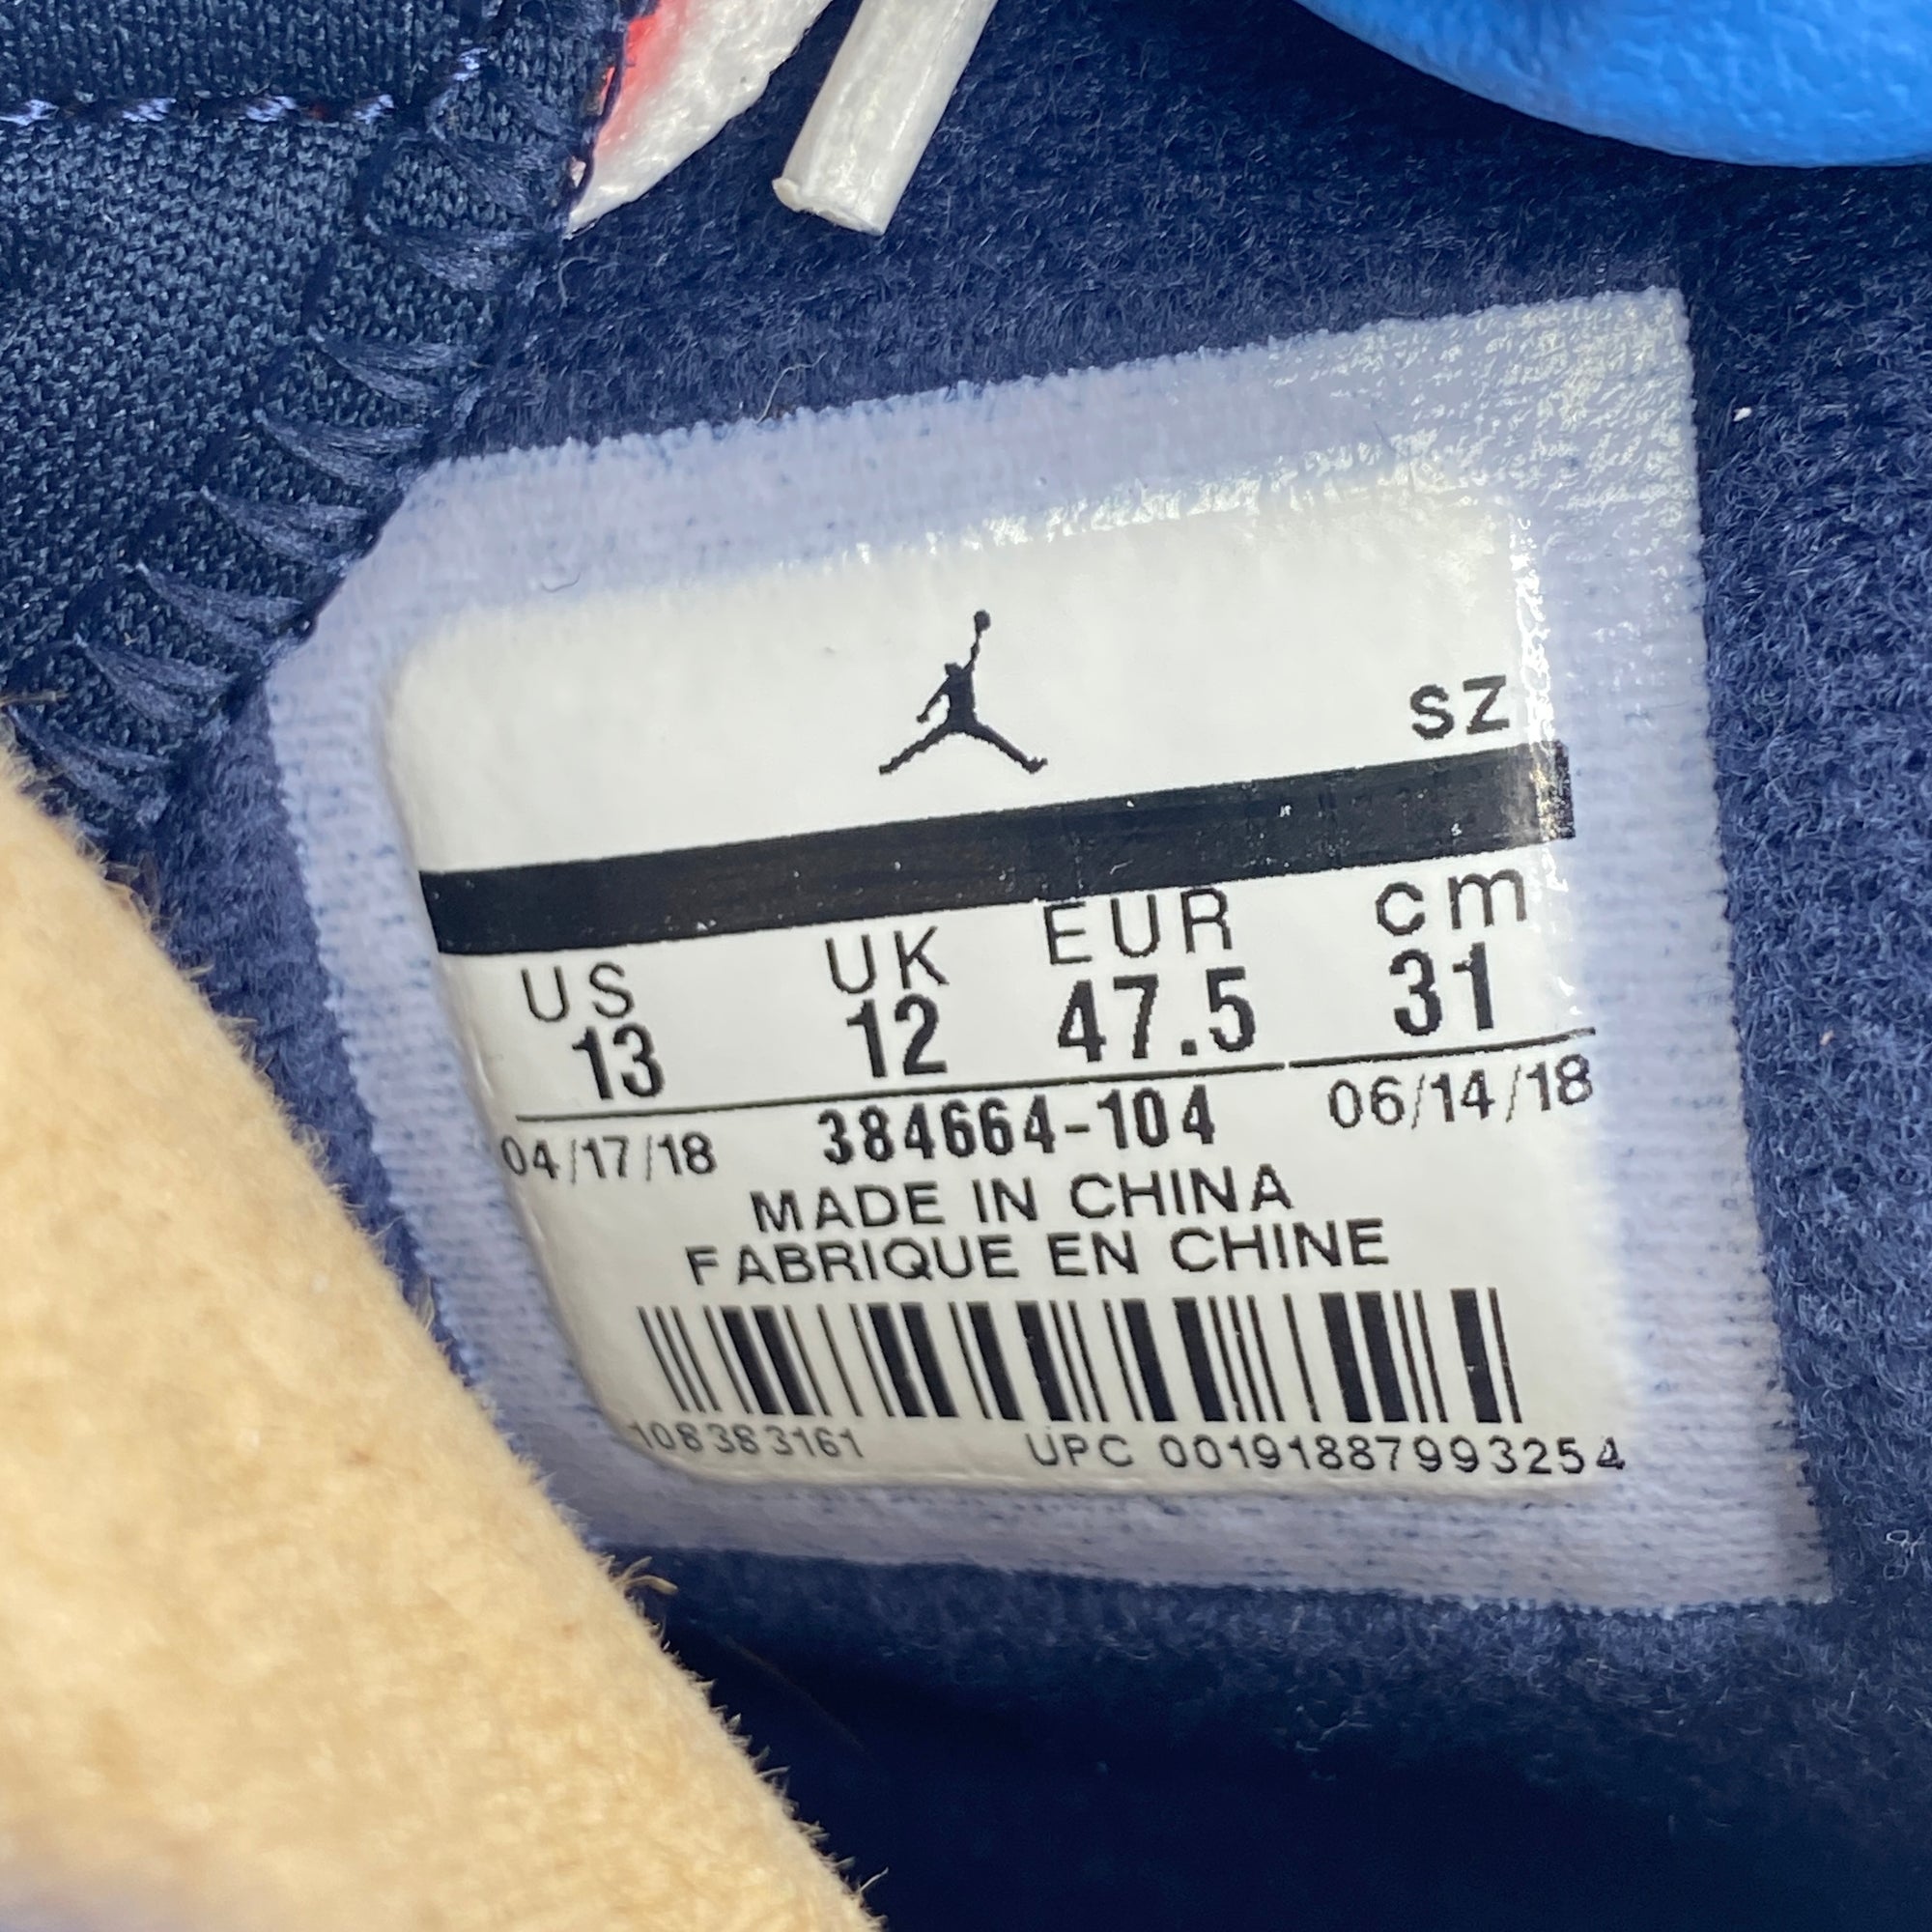 SZ
US UK EUR cm
13 12 47.5 31
04/17/18 384664-104 06/14/18
MADE IN CHINA
FABRIQUE EN CHINE
108383161 UPC 00191887993254